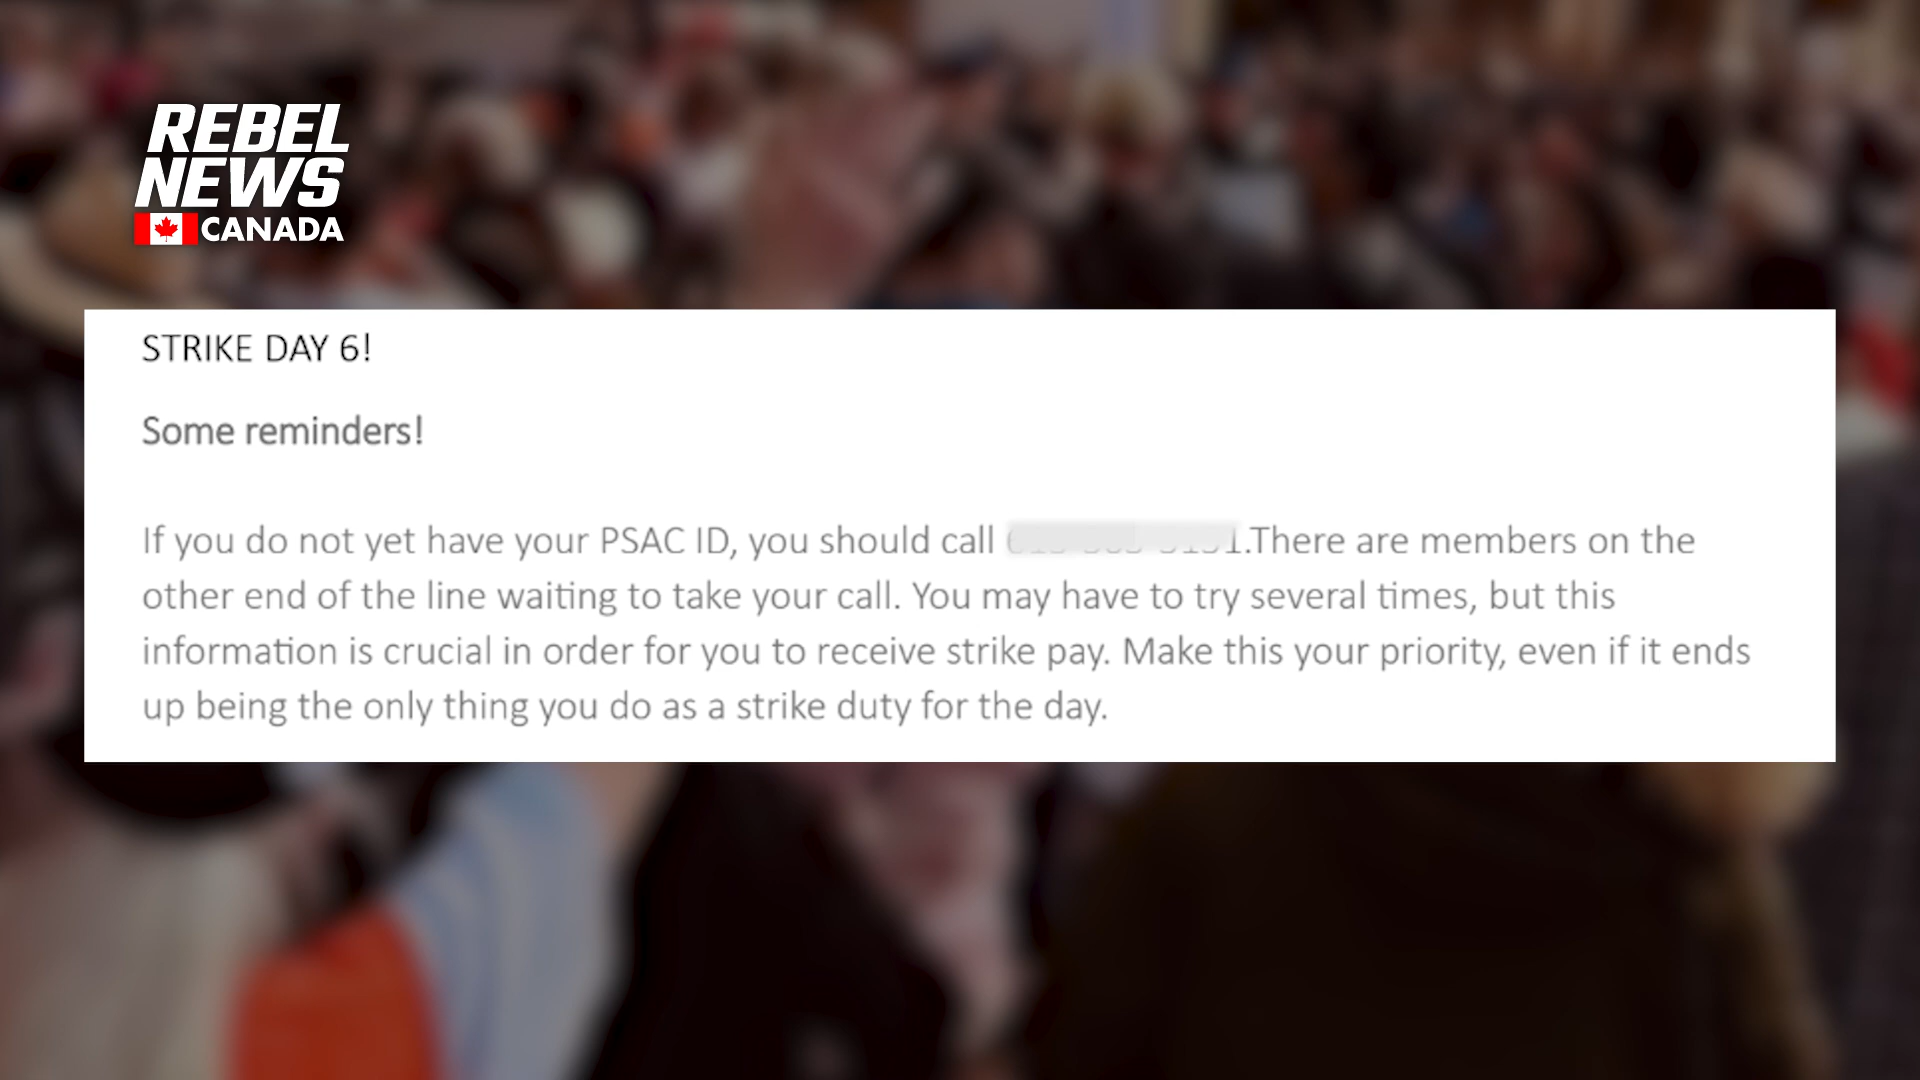 REBEL
NEWS
CANADA
STRIKE DAY 6!
Some reminders!
If you do not yet have your PSAC ID, you should call .There are members on the
other end of the line waiting to take your call. You may have to try several times, but this
information is crucial in order for you to receive strike pay. Make this your priority, even if it ends
up being the only thing you do as a strike duty for the day.